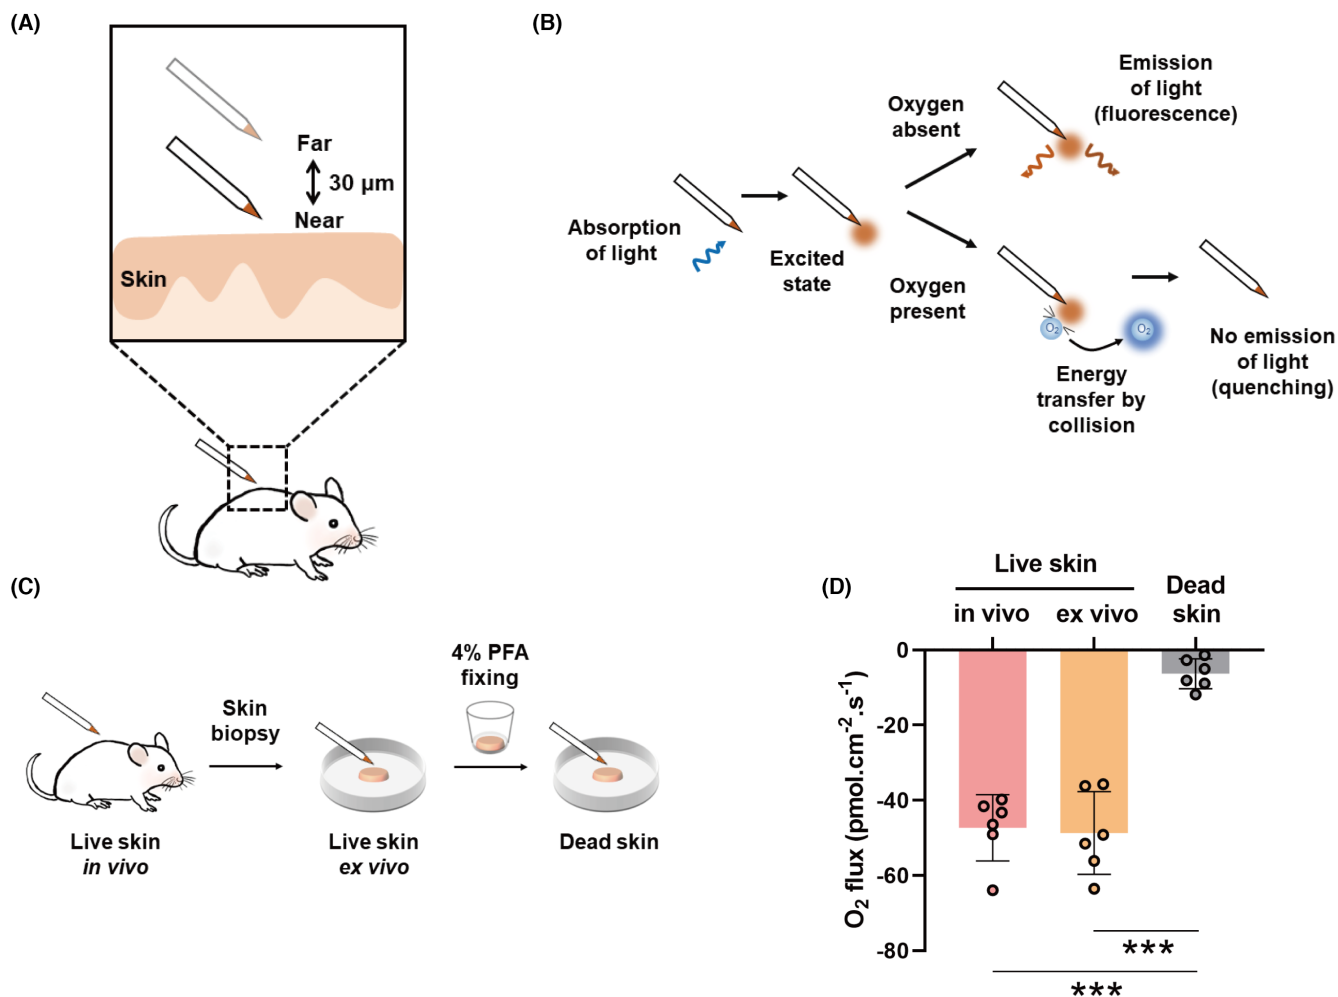 (A)
Far
30 µm
Near
Skin
(B)
Absorption
of light
Excited
state
Oxygen
absent
Emission
of light
(fluorescence)
Oxygen
present
O2
O2
Energy
transfer by
collision
No emission
of light
(quenching)
(C)
Live skin
in vivo
Skin
biopsy
Live skin
ex vivo
4% PFA
fixing
Dead skin
(D)
Live skin
in vivo
ex vivo
Dead
skin
O2 flux (pmol.cm-2.s-1)
0
-20
-40
-60
-80
***
***